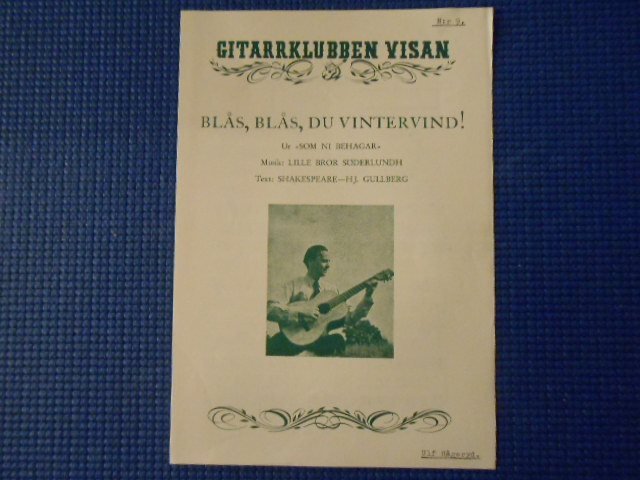 Nr: 9.
GITARRKLUBBEN VISAN
BLÅS, BLÅS, DU VINTERVIND!
Ur »SOM NI BEHAGAR»
Musik: LILLE BROR SÖDERLUNDH
Text: SHAKESPEARE—HJ. GULLBERG
Ulf